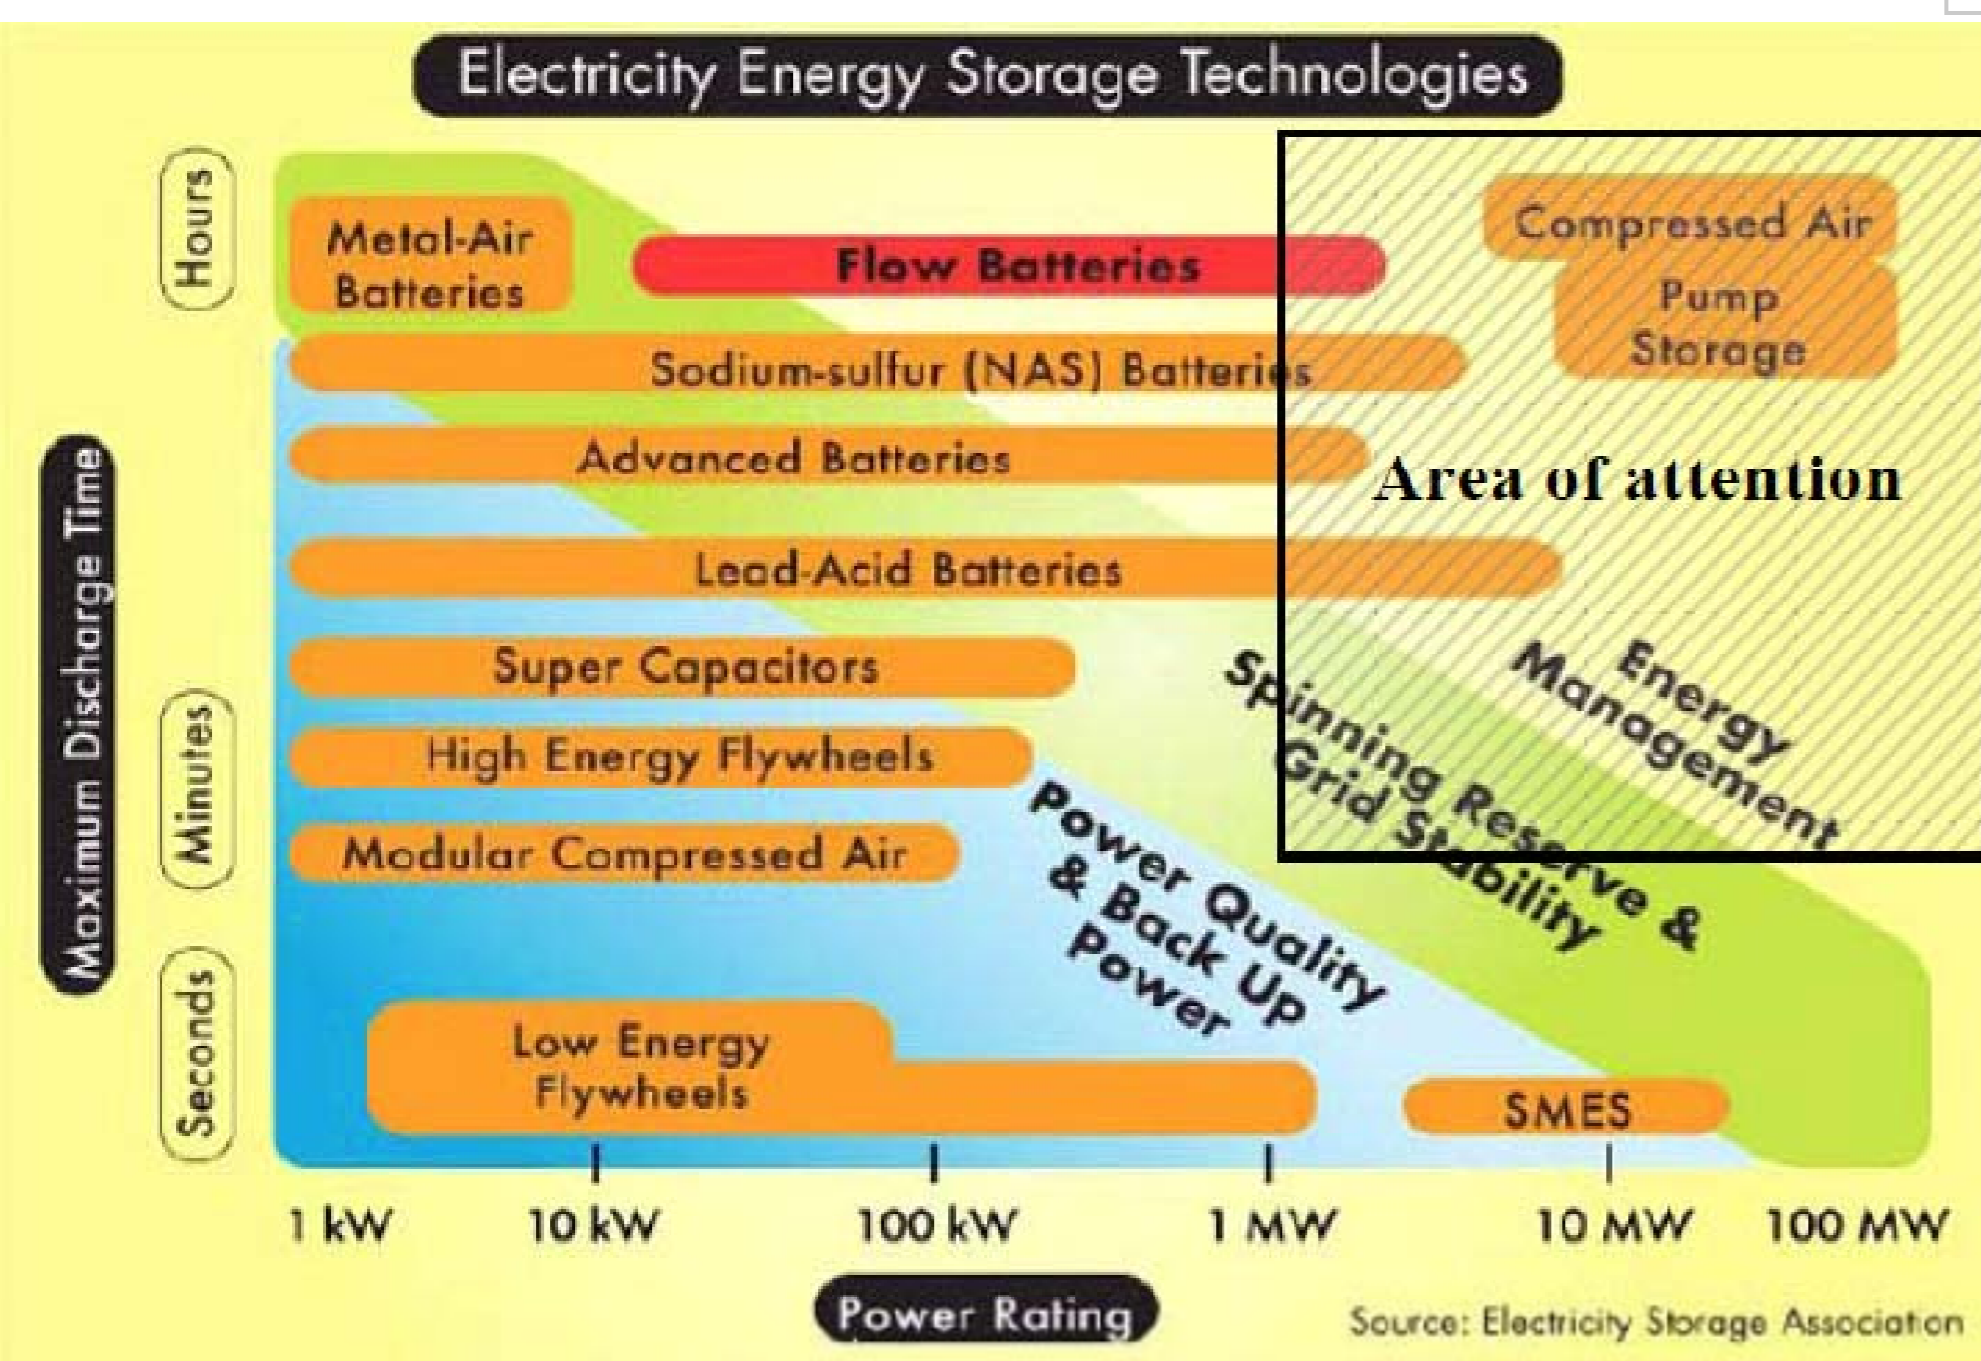 Electricity Energy Storage Technologies
Hours
Metal-Air
Batteries
Flow Batteries
Compressed Air
Pump
Storage
Sodium-sulfur (NAS) Batteries
Advanced Batteries
Area of attention
Maximum Discharge Time
Lead-Acid Batteries
Super Capacitors
Energy
Management
Spinning Reserve &
Grid Stability
Minutes
High Energy Flywheels
Power Quality
& Back Up
Power
Modular Compressed Air
Seconds
Low Energy
Flywheels
SMES
1 kW 10 kW 100 kW 1 MW 10 MW 100 MW
Power Rating
Source: Electricity Storage Association